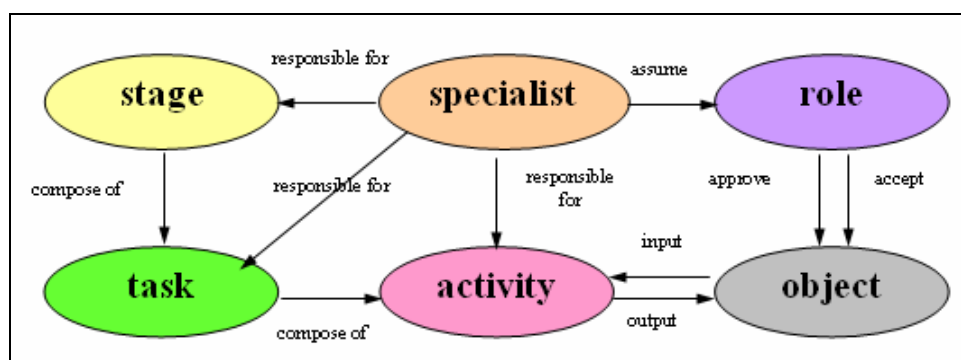 responsible for
assume
stage
specialist
role
compose of
responsible for
responsible
for
approve
accept
input
task
activity
object
compose of
output